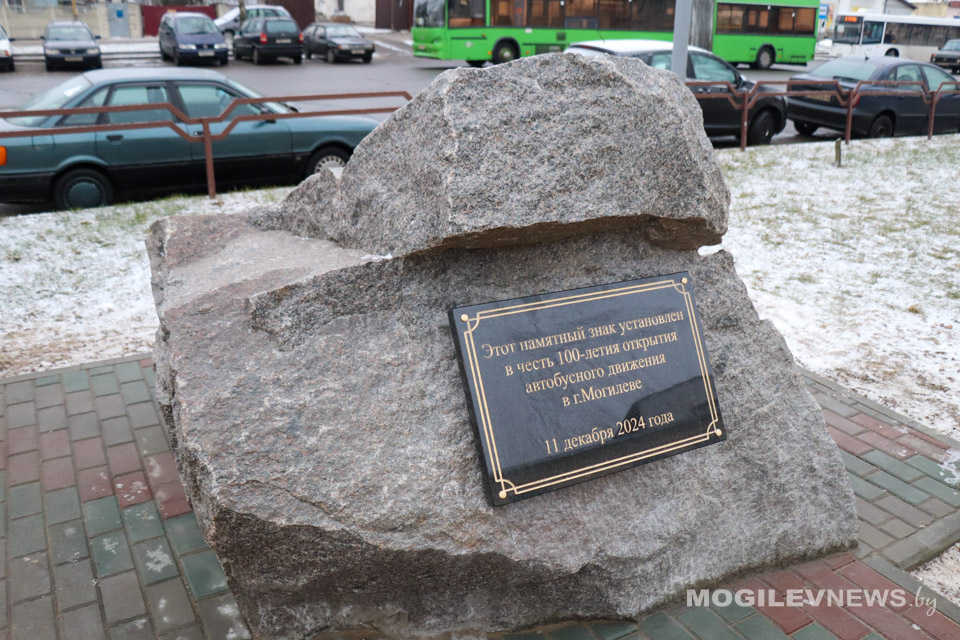 Этот памятный знак установлен
в честь 100-летия открытия
автобусного движения
в г.Могилеве
11 декабря 2024 года
MOGILEVNEWS.by